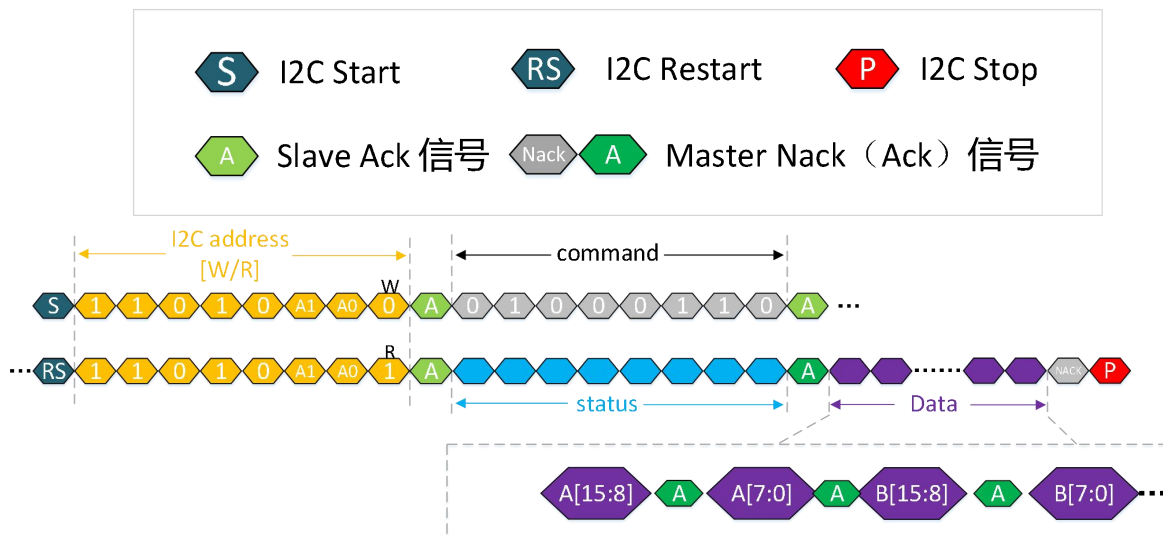 S I2C Start RS I2C Restart P I2C Stop
A Slave Ack 信号 Nack A Master Nack（Ack）信号
I2C address
[W/R]
command
W
S 1 1 0 1 0 A1 A0 0 A 0 1 0 0 0 1 1 0 A ...
R
... RS 1 1 0 1 0 A1 A0 1 A A ...... NACK P
status Data
A[15:8] A A[7:0] A B[15:8] A B[7:0] ...